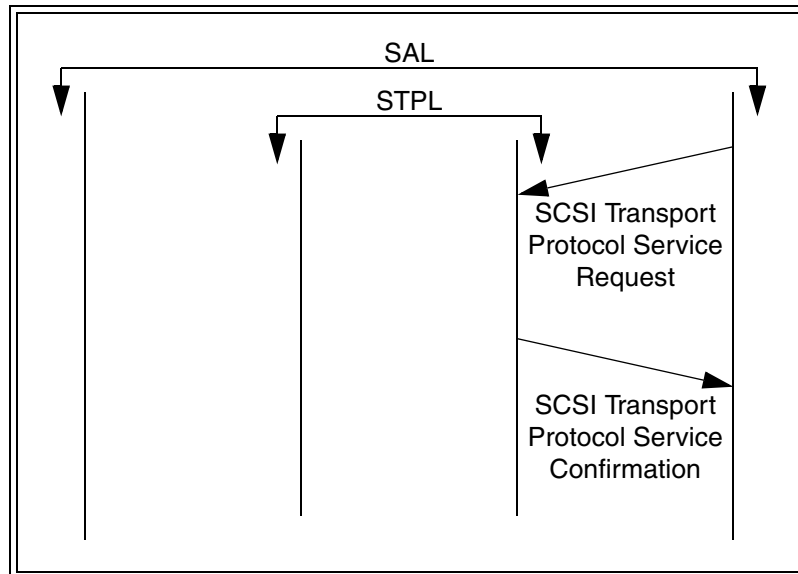 SAL
STPL
SCSI Transport
Protocol Service
Request
SCSI Transport
Protocol Service
Confirmation